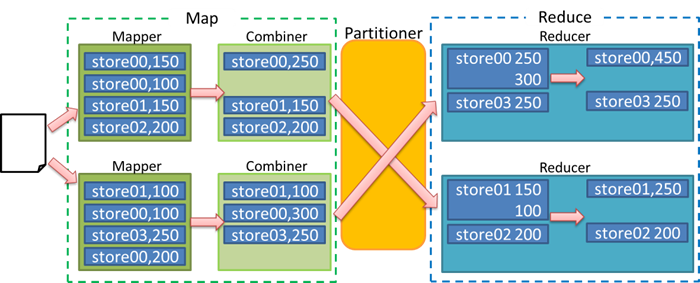 Map
Mapper
store00,150
store00,100
store01,150
store02,200
Combiner
store00,250
store01,150
store02,200
Mapper
store01,100
store00,100
store03,250
store00,200
Combiner
store01,100
store00,300
store03,250
Partitioner
Reduce
Reducer
store00 250
300
store03 250
store00,450
store03 250
Reducer
store01 150
100
store02 200
store01,250
store02 200